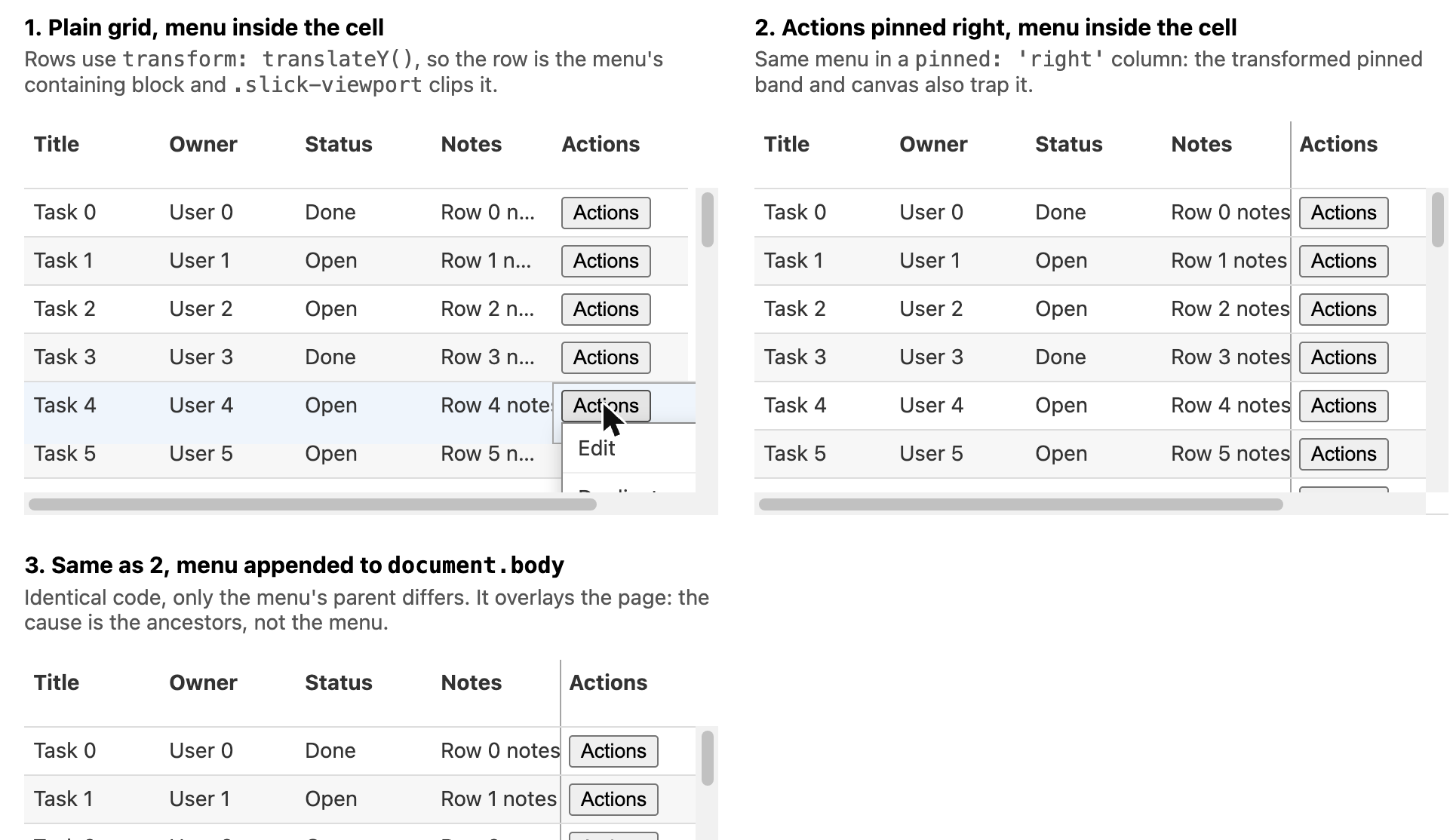 1. Plain grid, menu inside the cell
Rows use transform: translateY(), so the row is the menu's
containing block and .slick-viewport clips it.
Title Owner Status Notes Actions
Task 0 User 0 Done Row 0 n... Actions
Task 1 User 1 Open Row 1 n... Actions
Task 2 User 2 Open Row 2 n... Actions
Task 3 User 3 Done Row 3 n... Actions
Task 4 User 4 Open Row 4 note Actions
Edit
Task 5 User 5 Open Row 5 n...
2. Actions pinned right, menu inside the cell
Same menu in a pinned: 'right' column: the transformed pinned
band and canvas also trap it.
Title Owner Status Notes Actions
Task 0 User 0 Done Row 0 notes Actions
Task 1 User 1 Open Row 1 notes Actions
Task 2 User 2 Open Row 2 notes Actions
Task 3 User 3 Done Row 3 notes Actions
Task 4 User 4 Open Row 4 notes Actions
Task 5 User 5 Open Row 5 notes Actions
3. Same as 2, menu appended to document.body
Identical code, only the menu's parent differs. It overlays the page: the
cause is the ancestors, not the menu.
Title Owner Status Notes Actions
Task 0 User 0 Done Row 0 notes Actions
Task 1 User 1 Open Row 1 notes Actions